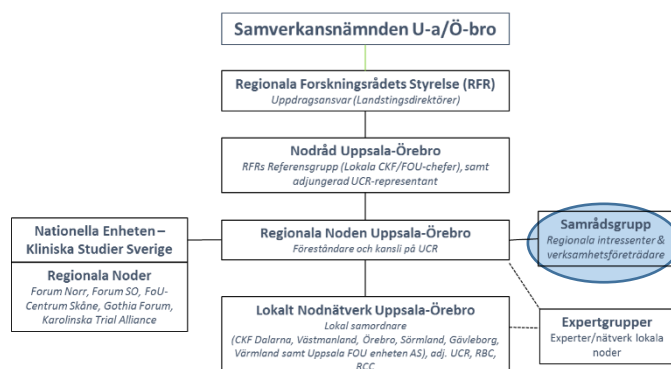 Samverkansnämnden U-a/Ö-bro
Regionala Forskningsrådets Styrelse (RFR)
Uppdragsansvar (Landstingsdirektörer)
Nodråd Uppsala-Örebro
RFRs Referensgrupp (Lokala CKF/FOU-chefer), samt
adjungerad UCR-representant
Nationella Enheten –
Kliniska Studier Sverige
Regionala Noder
Forum Norr, Forum SO, FoU-
Centrum Skåne, Gothia Forum,
Karolinska Trial Alliance
Regionala Noden Uppsala-Örebro
Föreståndare och kansli på UCR
Samrådsgrupp
Regionala intressenter &
verksamhetsföreträdare
Lokalt Nodnätverk Uppsala-Örebro
Lokal samordnare
(CKF Dalarna, Västmanland, Örebro, Sörmland, Gävleborg,
Värmland samt Uppsala FOU enheten AS), adj. UCR, RBC,
RCC
Expertgrupper
Experter/nätverk lokala
noder